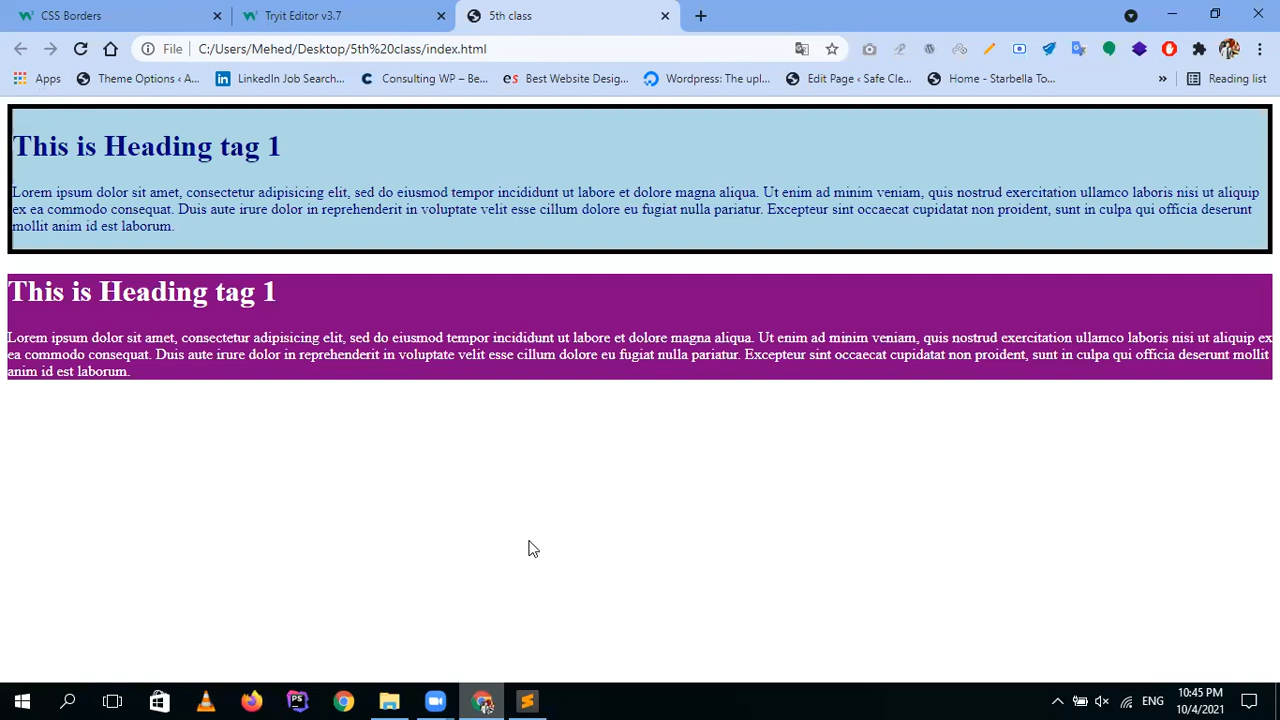 CSS Borders
Tryit Editor v3.7
5th class
File
C:/Users/Mehed/Desktop/5th%20class/index.html
Apps
Theme Options ‹ A...
LinkedIn Job Search...
Consulting WP – Be...
es Best Website Desig...
Wordpress: The upl...
Edit Page ‹ Safe Cle...
Home - Starbella To...
»
Reading list
This is Heading tag 1
Lorem ipsum dolor sit amet, consectetur adipisicing elit, sed do eiusmod tempor incididunt ut labore et dolore magna aliqua. Ut enim ad minim veniam, quis nostrud exercitation ullamco laboris nisi ut aliquip
ex ea commodo consequat. Duis aute irure dolor in reprehenderit in voluptate velit esse cillum dolore eu fugiat nulla pariatur. Excepteur sint occaecat cupidatat non proident, sunt in culpa qui officia deserunt
mollit anim id est laborum.
This is Heading tag 1
Lorem ipsum dolor sit amet, consectetur adipisicing elit, sed do eiusmod tempor incididunt ut labore et dolore magna aliqua. Ut enim ad minim veniam, quis nostrud exercitation ullamco laboris nisi ut aliquip ex
ea commodo consequat. Duis aute irure dolor in reprehenderit in voluptate velit esse cillum dolore eu fugiat nulla pariatur. Excepteur sint occaecat cupidatat non proident, sunt in culpa qui officia deserunt mollit
anim id est laborum.
PS
ENG
10:45 PM
10/4/2021